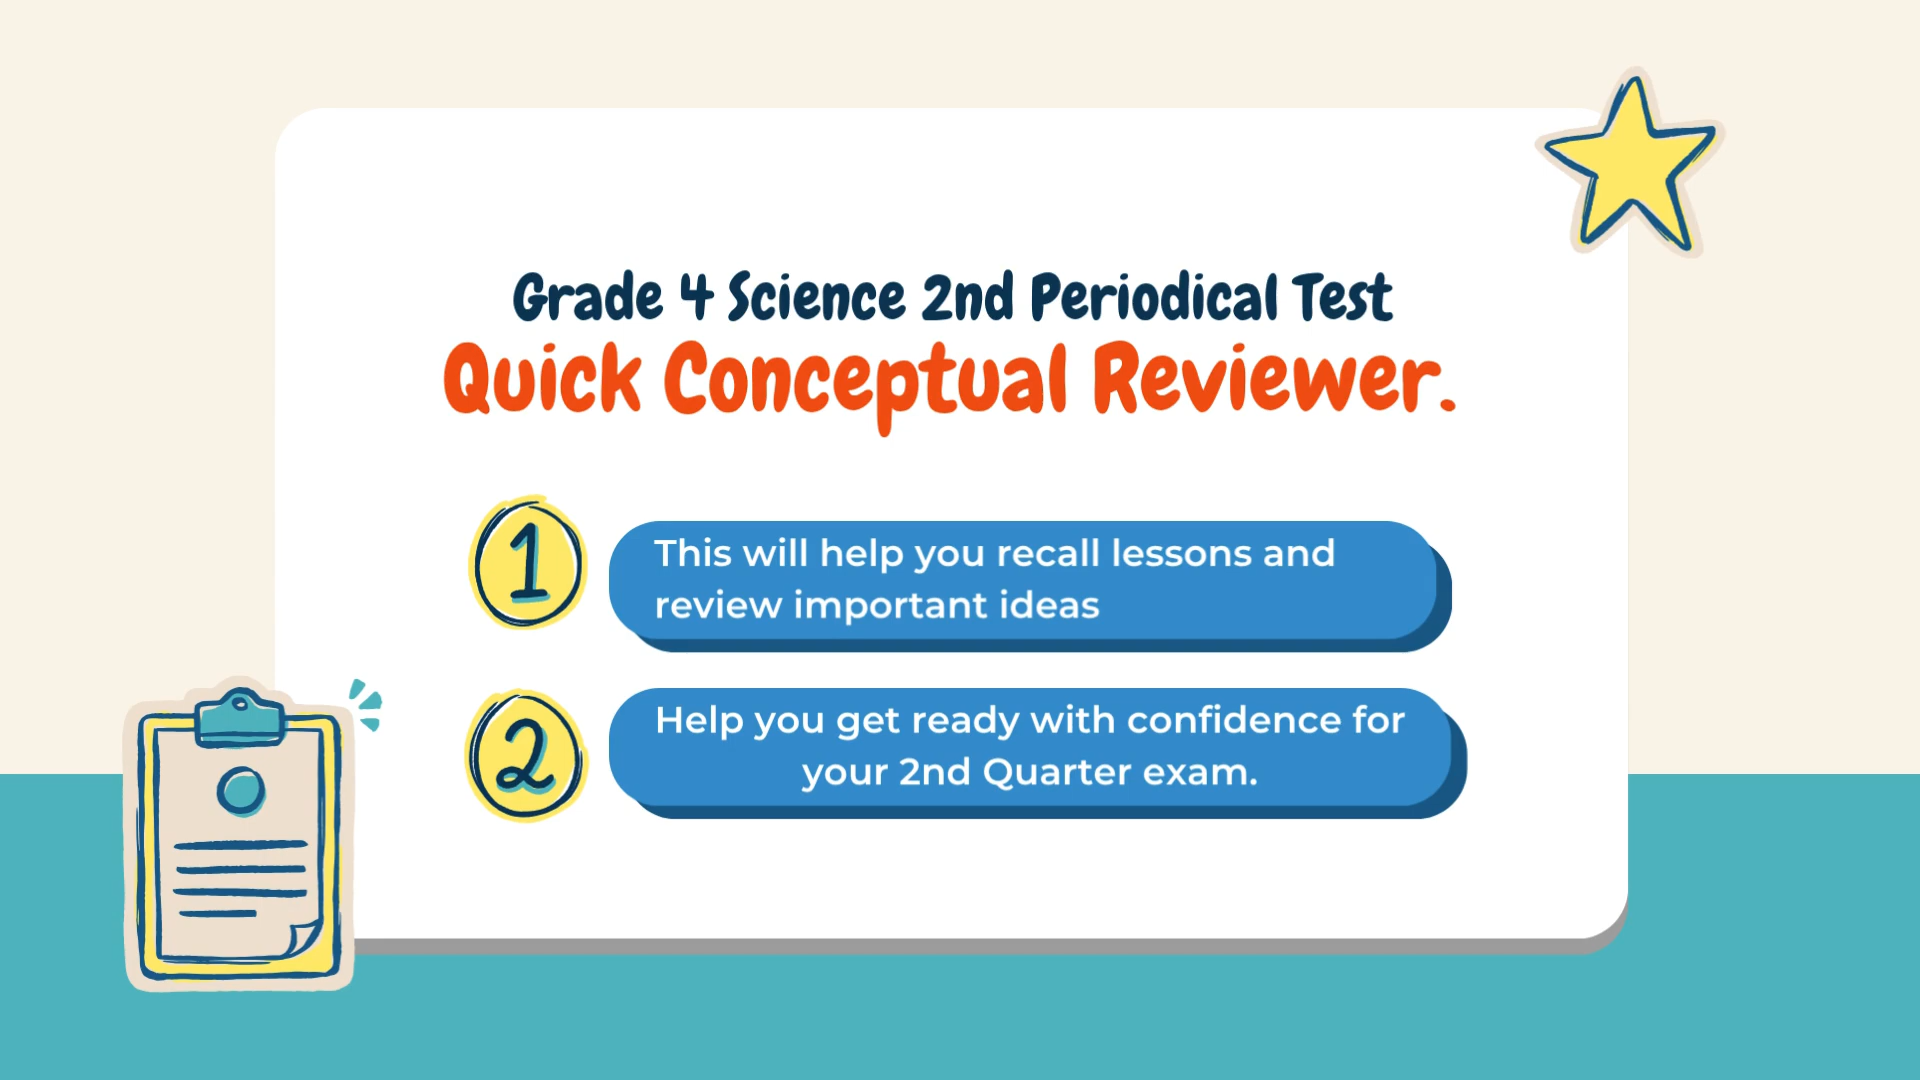 Grade 4 Science 2nd Periodical Test
Quick Conceptual Reviewer.
1
This will help you recall lessons and
review important ideas
2
Help you get ready with confidence for
your 2nd Quarter exam.